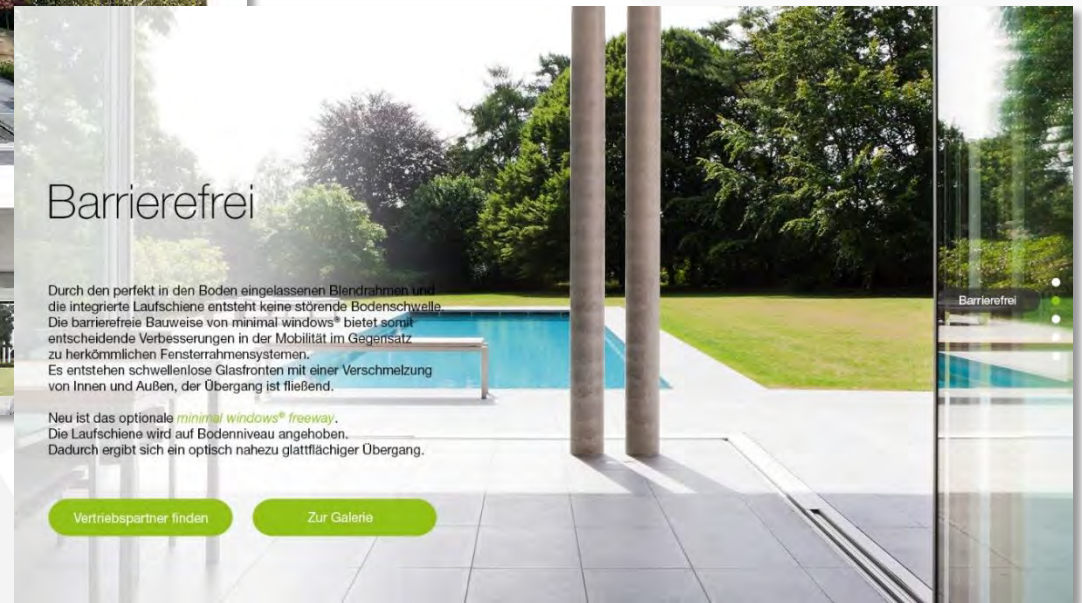 Barrierefrei
Durch den perfekt in den Boden eingelassenen Blendrahmen und
die integrierte Laufschiene entsteht keine störende Bodenschwelle.
Die barrierefreie Bauweise von minimal windows® bietet somit
entscheidende Verbesserungen in der Mobilität im Gegensatz
zu herkömmlichen Fensterrahmensystemen.
Es entstehen schwellenlose Glasfronten mit einer Verschmelzung
von Innen und Außen, der Übergang ist fließend.
Neu ist das optionale minimal windows® freeway.
Die Laufschiene wird auf Bodenniveau angehoben.
Dadurch ergibt sich ein optisch nahezu glattflächiger Übergang.
Vertriebspartner finden
Zur Galerie
Barrierefrei